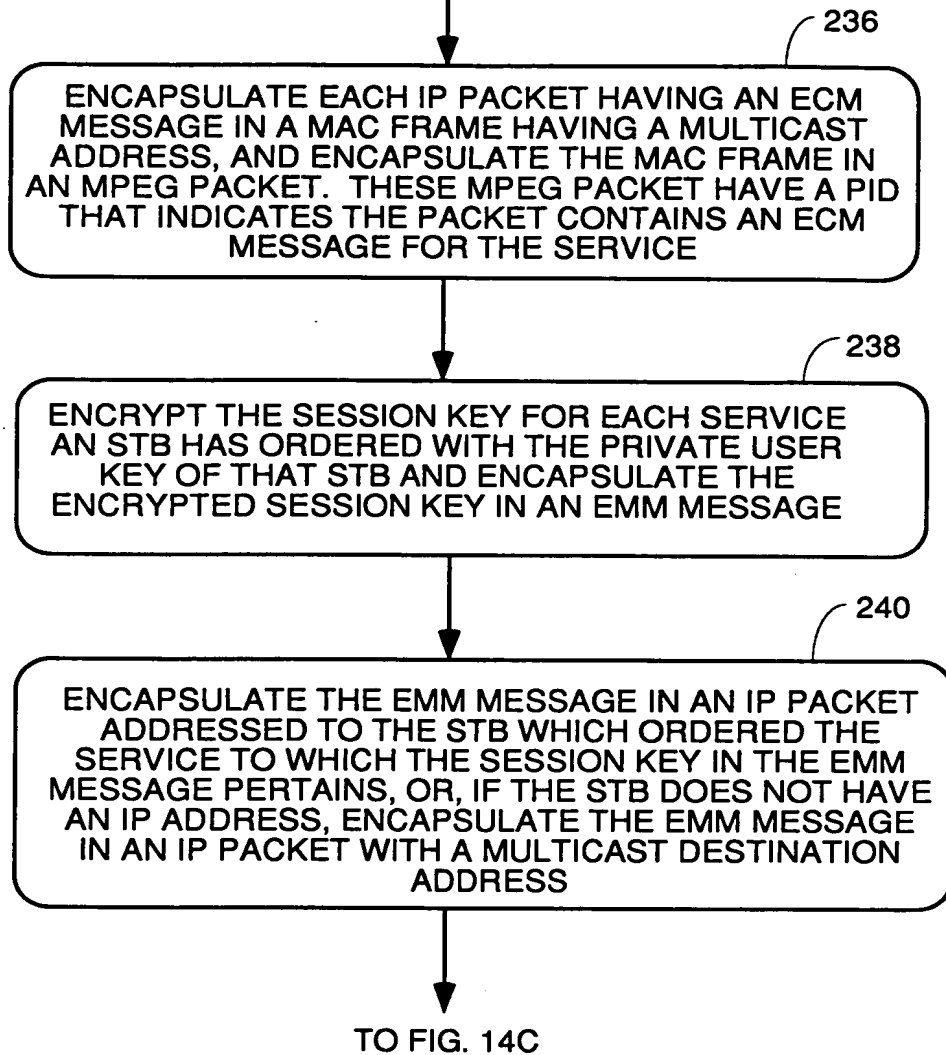 236
ENCAPSULATE EACH IP PACKET HAVING AN ECM
MESSAGE IN A MAC FRAME HAVING A MULTICAST
ADDRESS, AND ENCAPSULATE THE MAC FRAME IN
AN MPEG PACKET. THESE MPEG PACKET HAVE A PID
THAT INDICATES THE PACKET CONTAINS AN ECM
MESSAGE FOR THE SERVICE
238
ENCRYPT THE SESSION KEY FOR EACH SERVICE
AN STB HAS ORDERED WITH THE PRIVATE USER
KEY OF THAT STB AND ENCAPSULATE THE
ENCRYPTED SESSION KEY IN AN EMM MESSAGE
240
ENCAPSULATE THE EMM MESSAGE IN AN IP PACKET
ADDRESSED TO THE STB WHICH ORDERED THE
SERVICE TO WHICH THE SESSION KEY IN THE EMM
MESSAGE PERTAINS, OR, IF THE STB DOES NOT HAVE
AN IP ADDRESS, ENCAPSULATE THE EMM MESSAGE
IN AN IP PACKET WITH A MULTICAST DESTINATION
ADDRESS
TO FIG. 14C